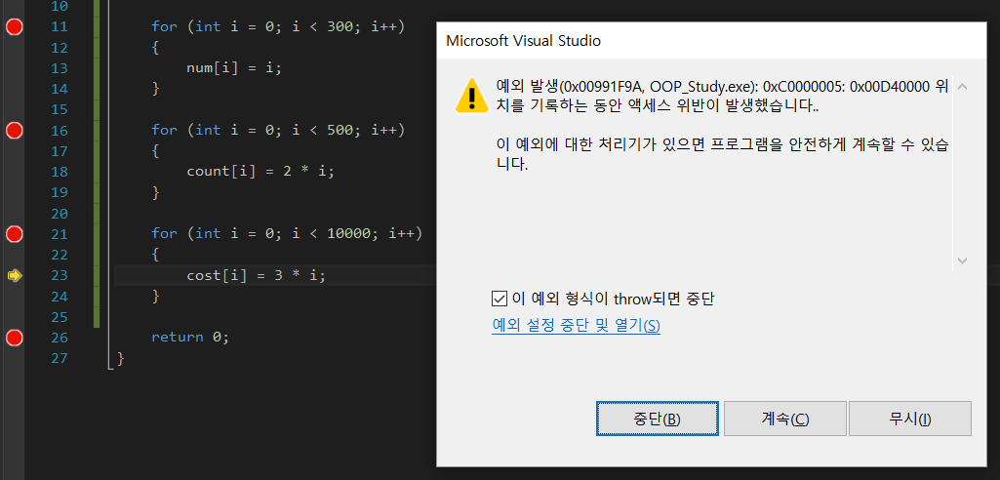 10
11 for (int i = 0; i < 300; i++)
12 {
13 num[i] = i;
14 }
15
16 for (int i = 0; i < 500; i++)
17 {
18 count[i] = 2 * i;
19 }
20
21 for (int i = 0; i < 10000; i++)
22 {
23 cost[i] = 3 * i;
24 }
25
26 return 0;
27 }
Microsoft Visual Studio
예외 발생(0x00991F9A, OOP_Study.exe): 0xC0000005: 0x00D40000 위
치를 기록하는 동안 액세스 위반이 발생했습니다..
이 예외에 대한 처리기가 있으면 프로그램을 안전하게 계속할 수 있습
니다.
이 예외 형식이 throw되면 중단
예외 설정 중단 및 열기(S)
중단(B) 계속(C) 무시(I)